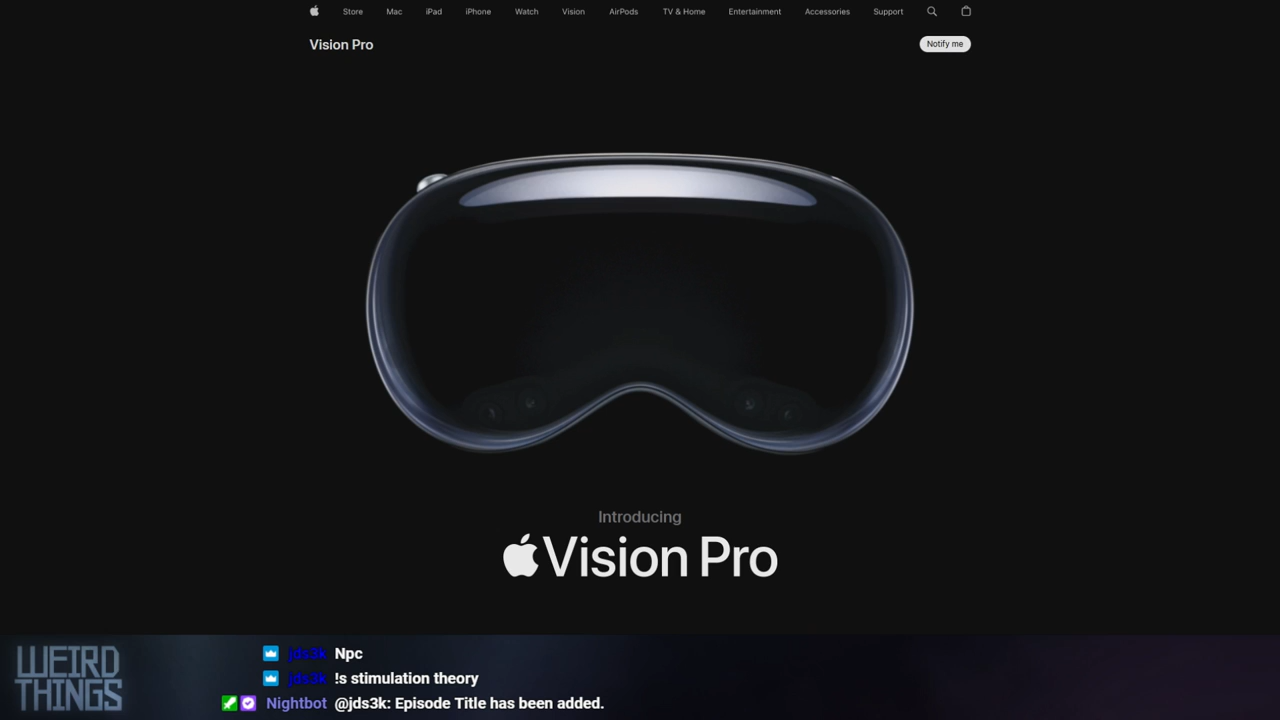 Store Mac iPad iPhone Watch Vision AirPods TV & Home Entertainment Accessories Support
Vision Pro Notify me
Introducing
Vision Pro
WEIRD
THINGS
jds3k Npc
jds3k !s stimulation theory
Nightbot @jds3k: Episode Title has been added.